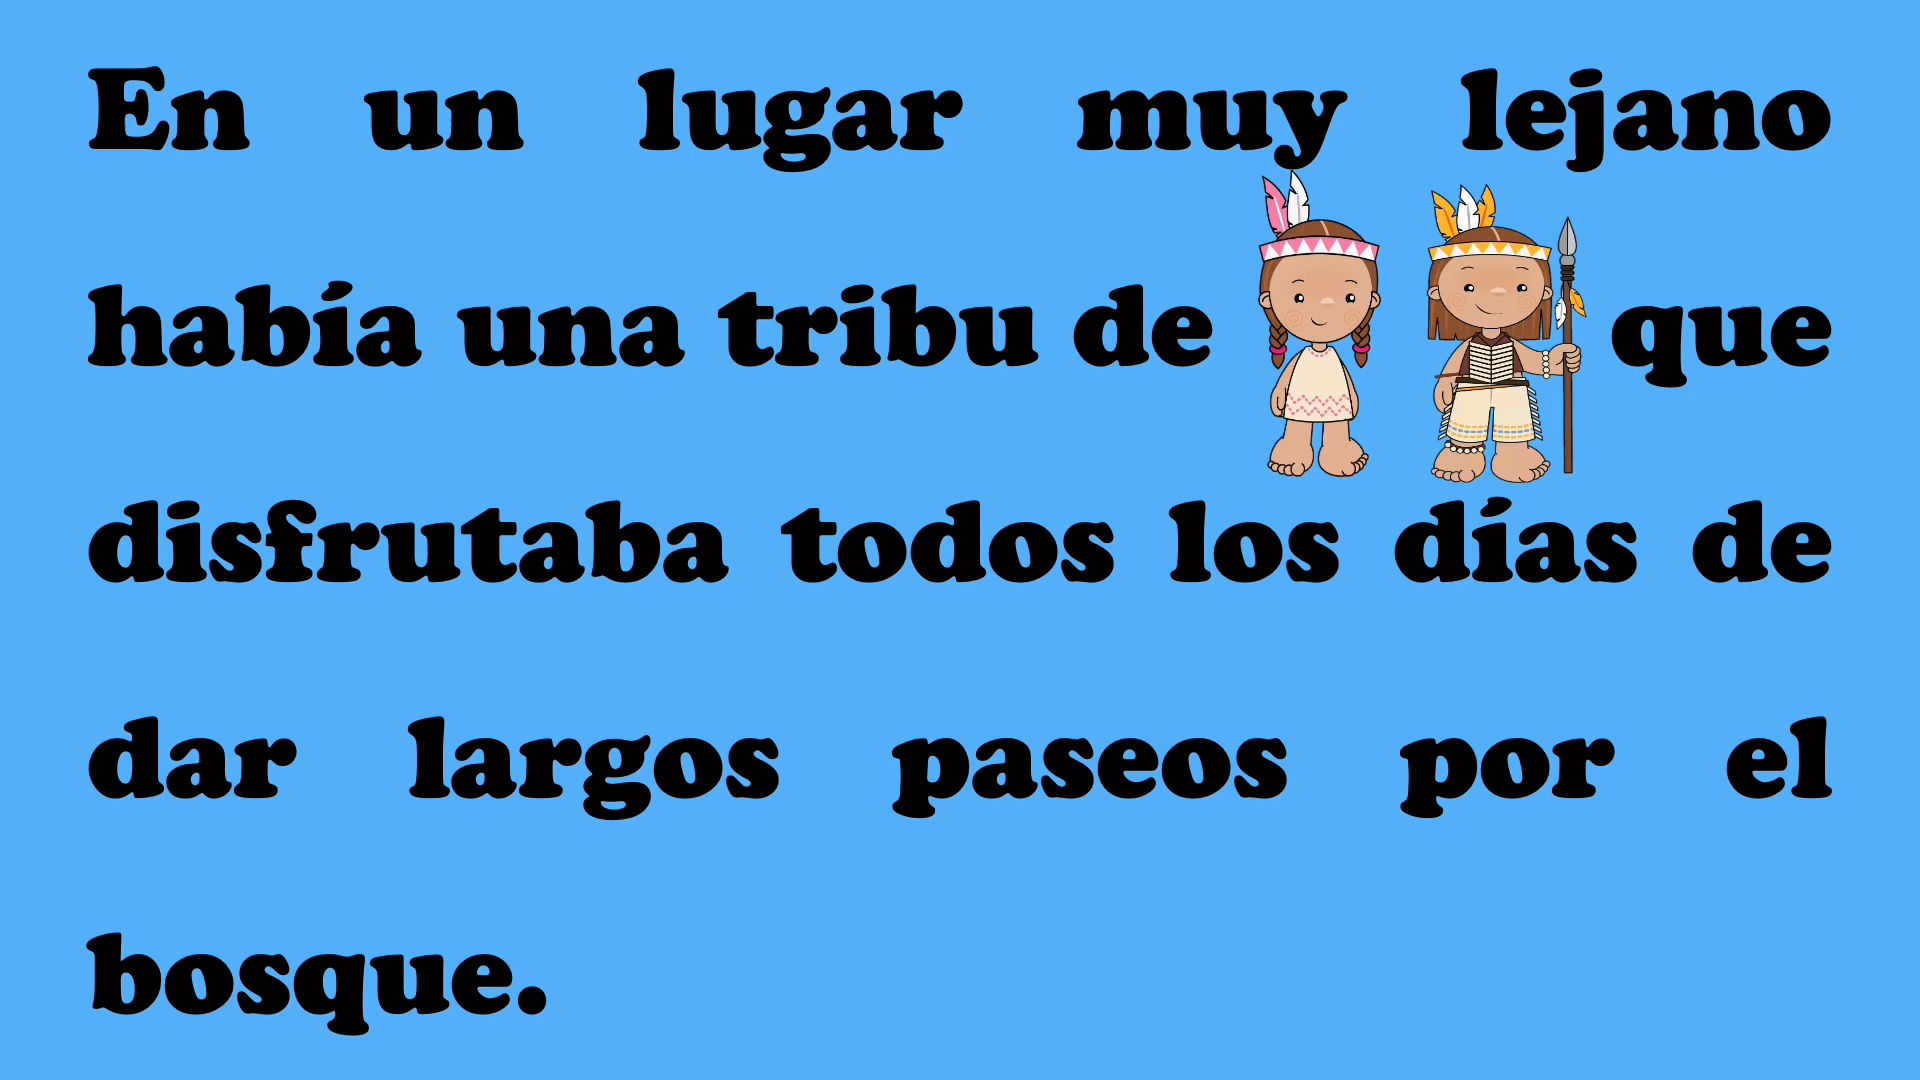 En un lugar muy lejano
había una tribu de que
disfrutaba todos los días de
dar largos paseos por el
bosque.